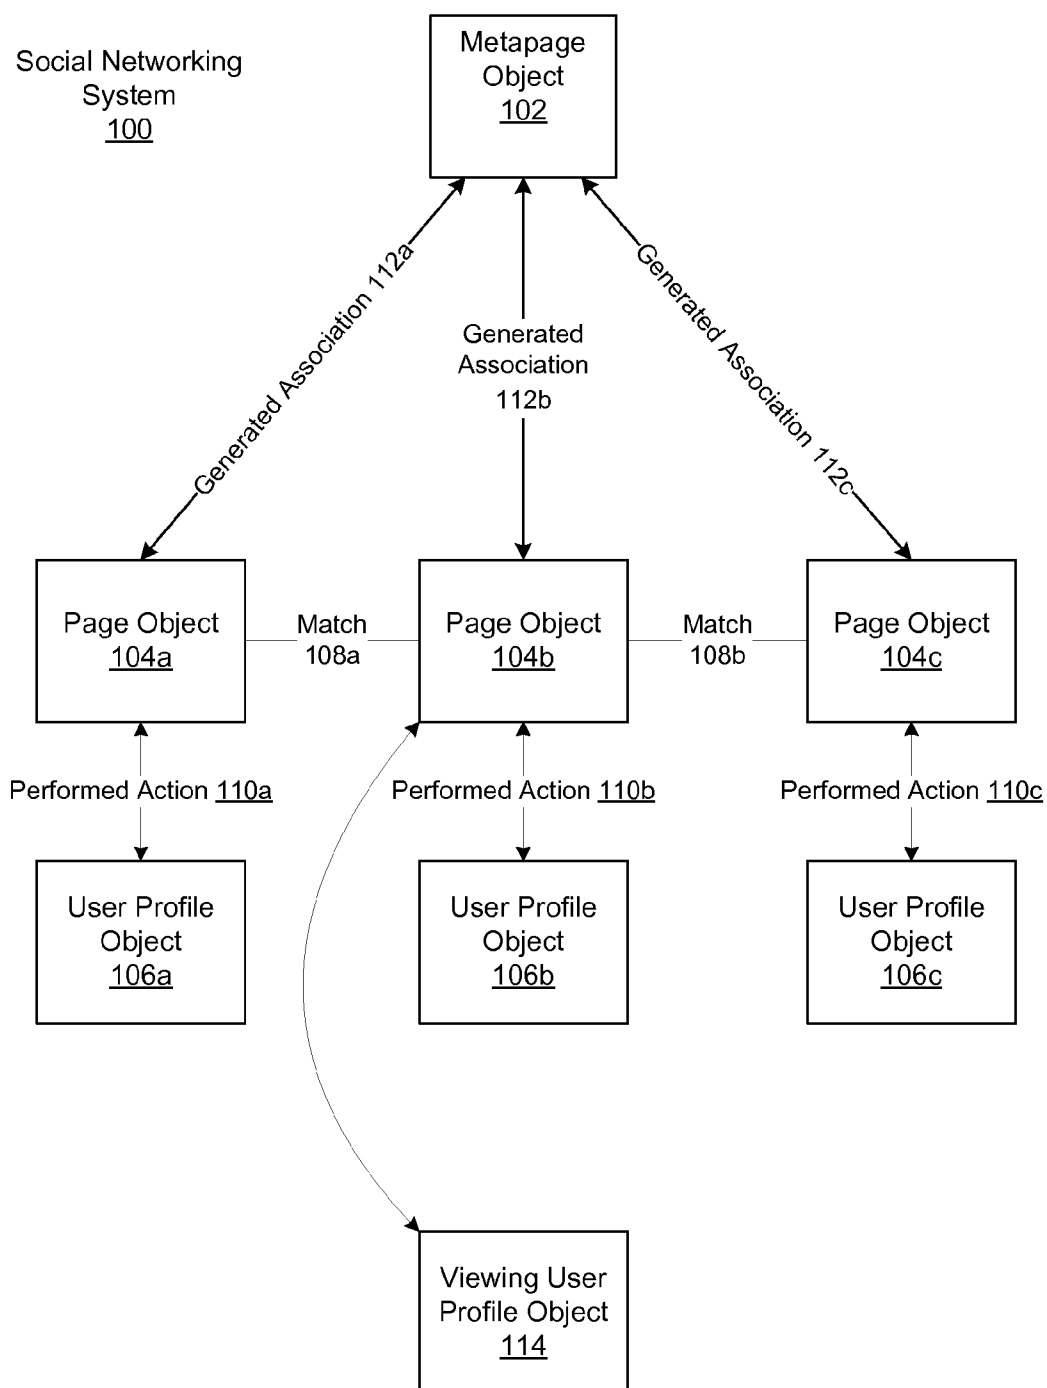 Social Networking
System
100
Metapage
Object
102
Generated Association 112a
Generated
Association
112b
Generated Association 112c
Page Object
104a
Match
108a
Page Object
104b
Match
108b
Page Object
104c
Performed Action 110a
Performed Action 110b
Performed Action 110c
User Profile
Object
106a
User Profile
Object
106b
User Profile
Object
106c
Viewing User
Profile Object
114